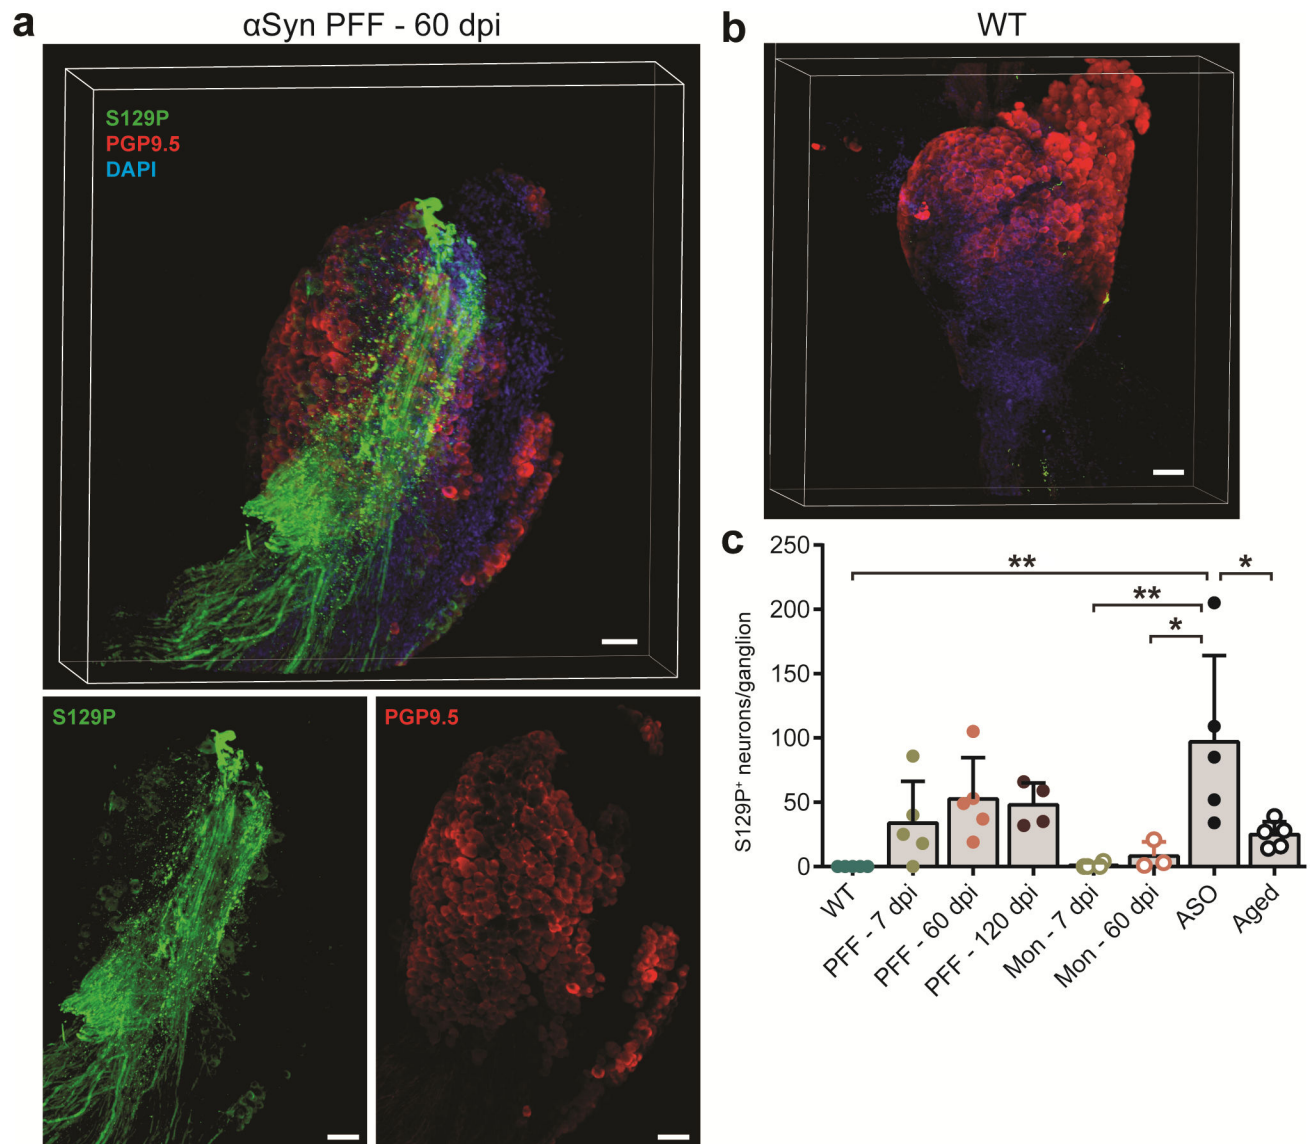 a
αSyn PFF - 60 dpi
S129P
PGP9.5
DAPI
S129P
PGP9.5
b
WT
c
S129P⁺ neurons/ganglion
250
200
150
100
50
0
**
*
**
*
WT
PFF - 7 dpi
PFF - 60 dpi
PFF - 120 dpi
Mon - 7 dpi
Mon - 60 dpi
ASO
Aged